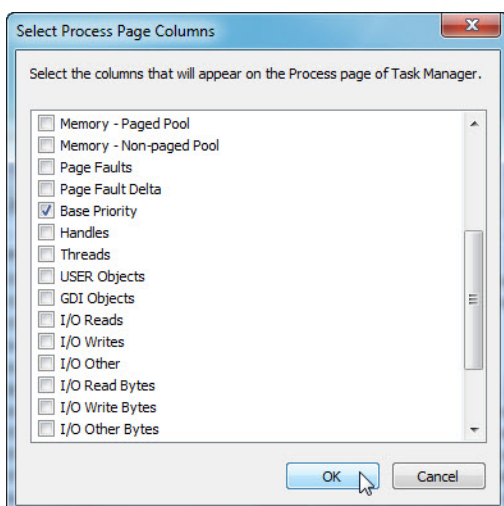 Select Process Page Columns
Select the columns that will appear on the Process page of Task Manager.
Memory - Paged Pool
Memory - Non-paged Pool
Page Faults
Page Fault Delta
Base Priority
Handles
Threads
USER Objects
GDI Objects
I/O Reads
I/O Writes
I/O Other
I/O Read Bytes
I/O Write Bytes
I/O Other Bytes
OK Cancel